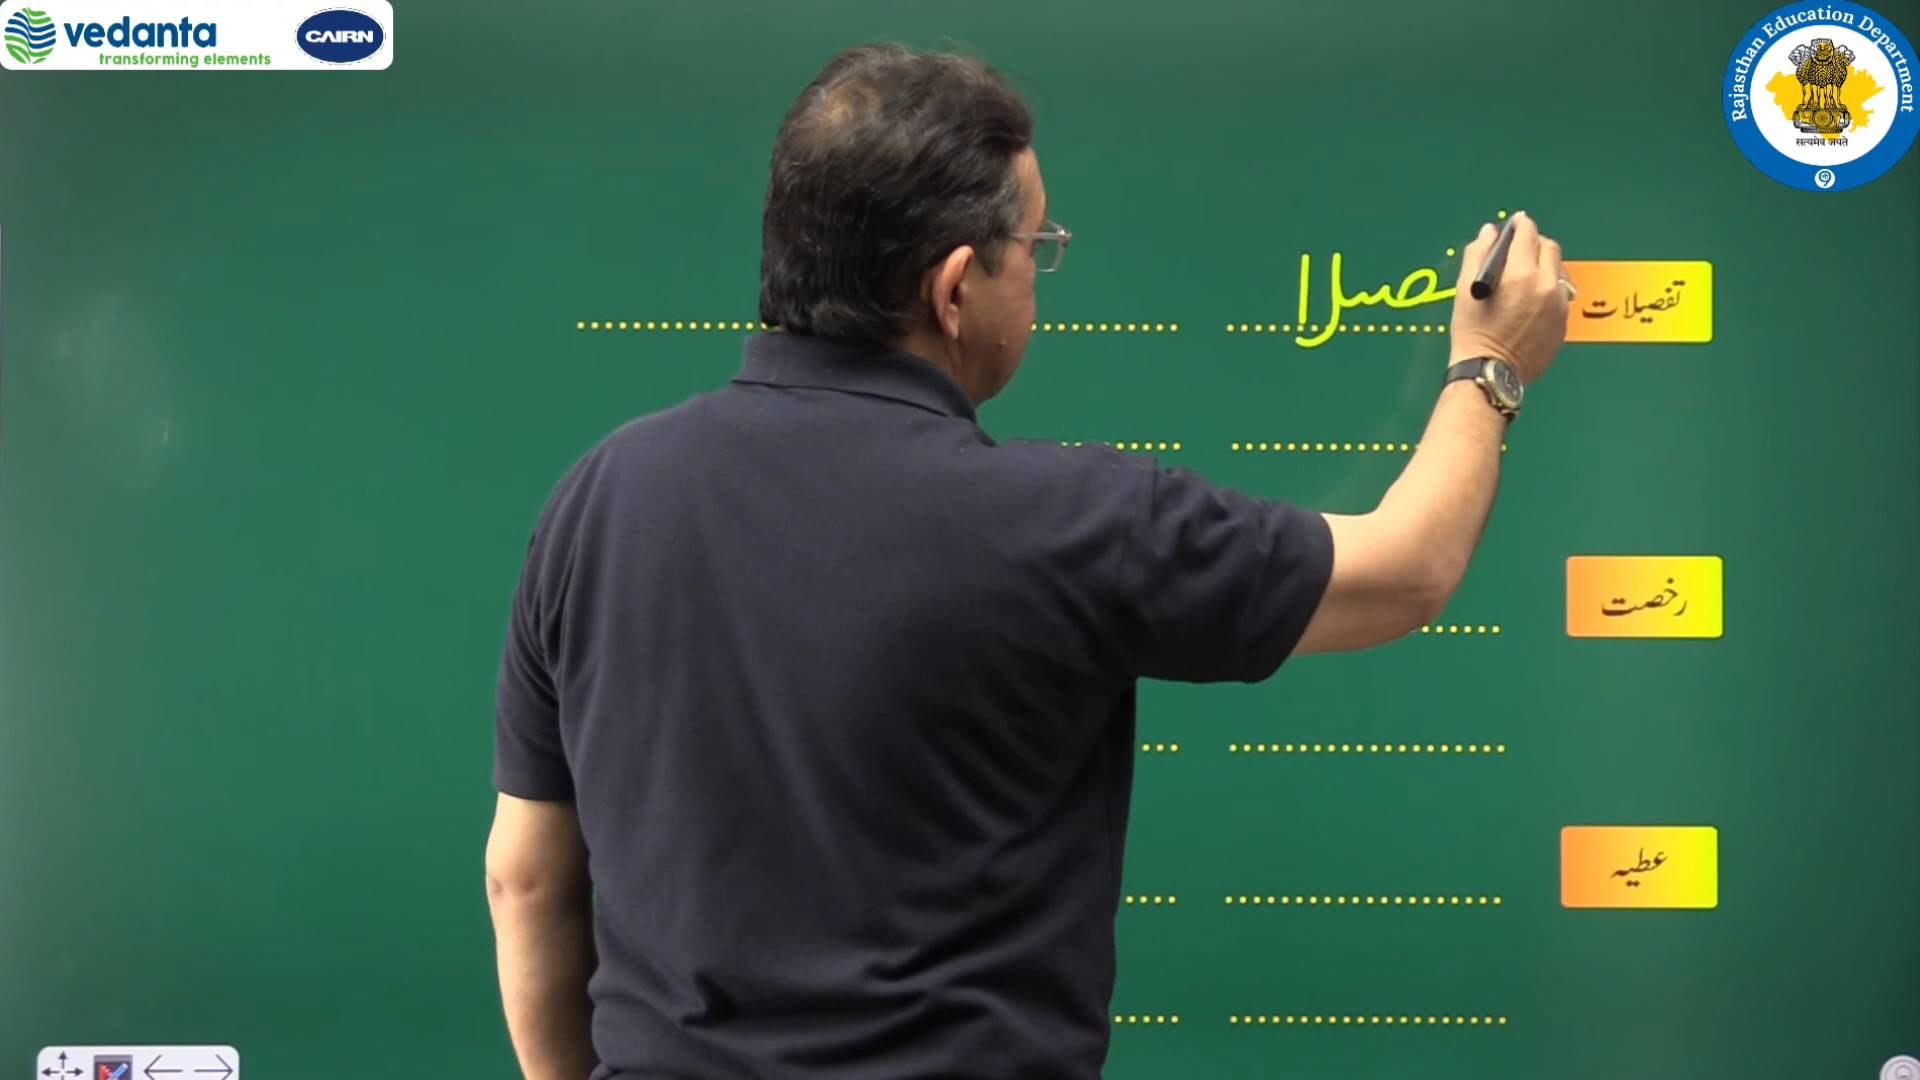 vedanta
transforming elements
CAIRN
Rajasthan Education Department
सत्यमेव जयते
تفصیلات
رخصت
عطیہ